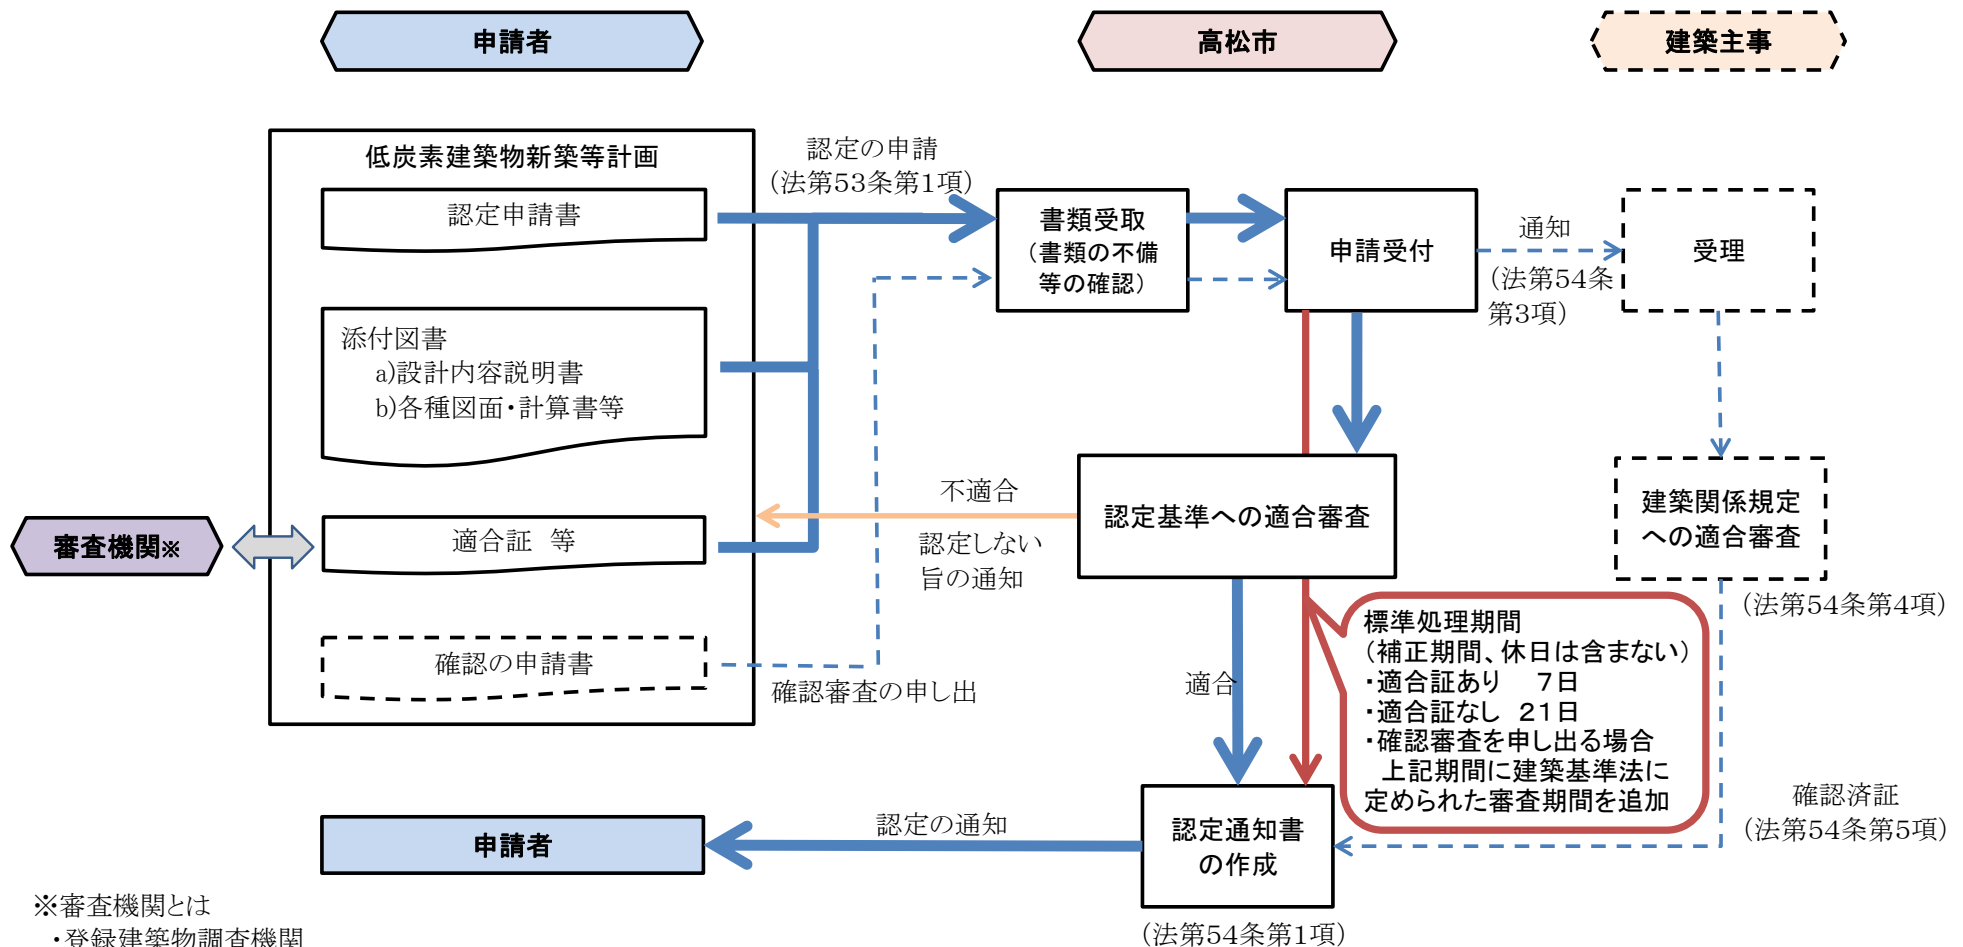 申請者
高松市
建築主事
低炭素建築物新築等計画
認定申請書
添付図書
a)設計内容説明書
b)各種図面・計算書等
審査機関※
適合証　等
確認の申請書
認定の申請
（法第53条第1項）
書類受取
（書類の不備
等の確認）
申請受付
通知
（法第54条
第3項）
受理
不適合
認定しない
旨の通知
認定基準への適合審査
建築関係規定
への適合審査
（法第54条第4項）
確認審査の申し出
適合
標準処理期間
（補正期間、休日は含まない）
・適合証あり　7日
・適合証なし　21日
・確認審査を申し出る場合
上記期間に建築基準法に
定められた審査期間を追加
確認済証
（法第54条第5項）
申請者
認定の通知
認定通知書
の作成
（法第54条第1項）
※審査機関とは
・登録建築物調査機関